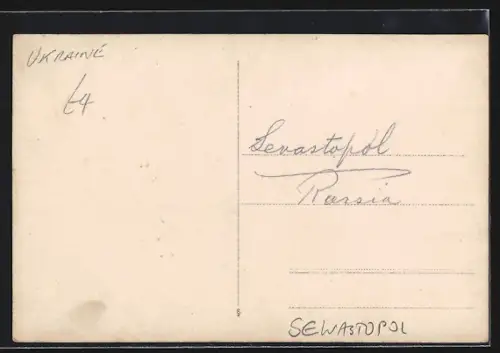 UKRAINE
£4
Sevastopol
Russia
SEWASTOPOL